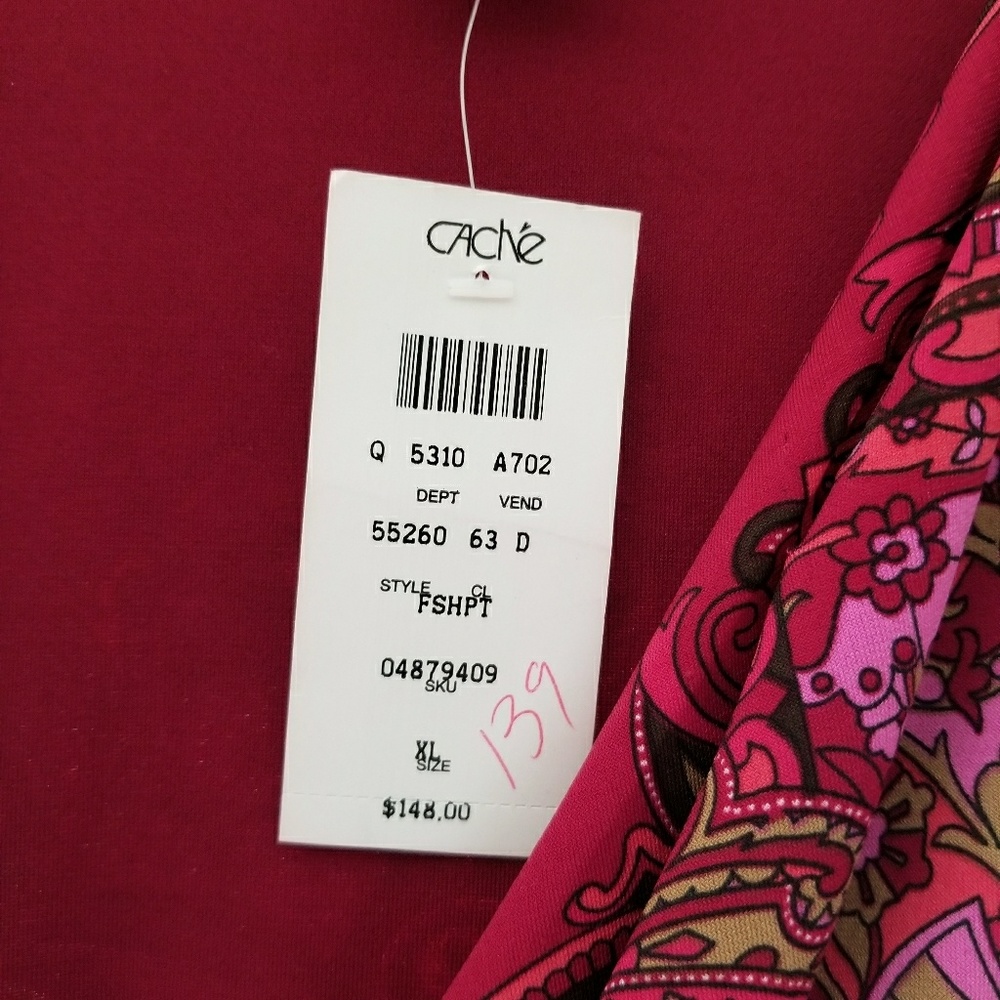 CAChé
Q 5310 A702
DEPT VEND
55260 63 D
STYLE CL
FSHPT
04879409
SKU
139
XL
SIZE
$148.00